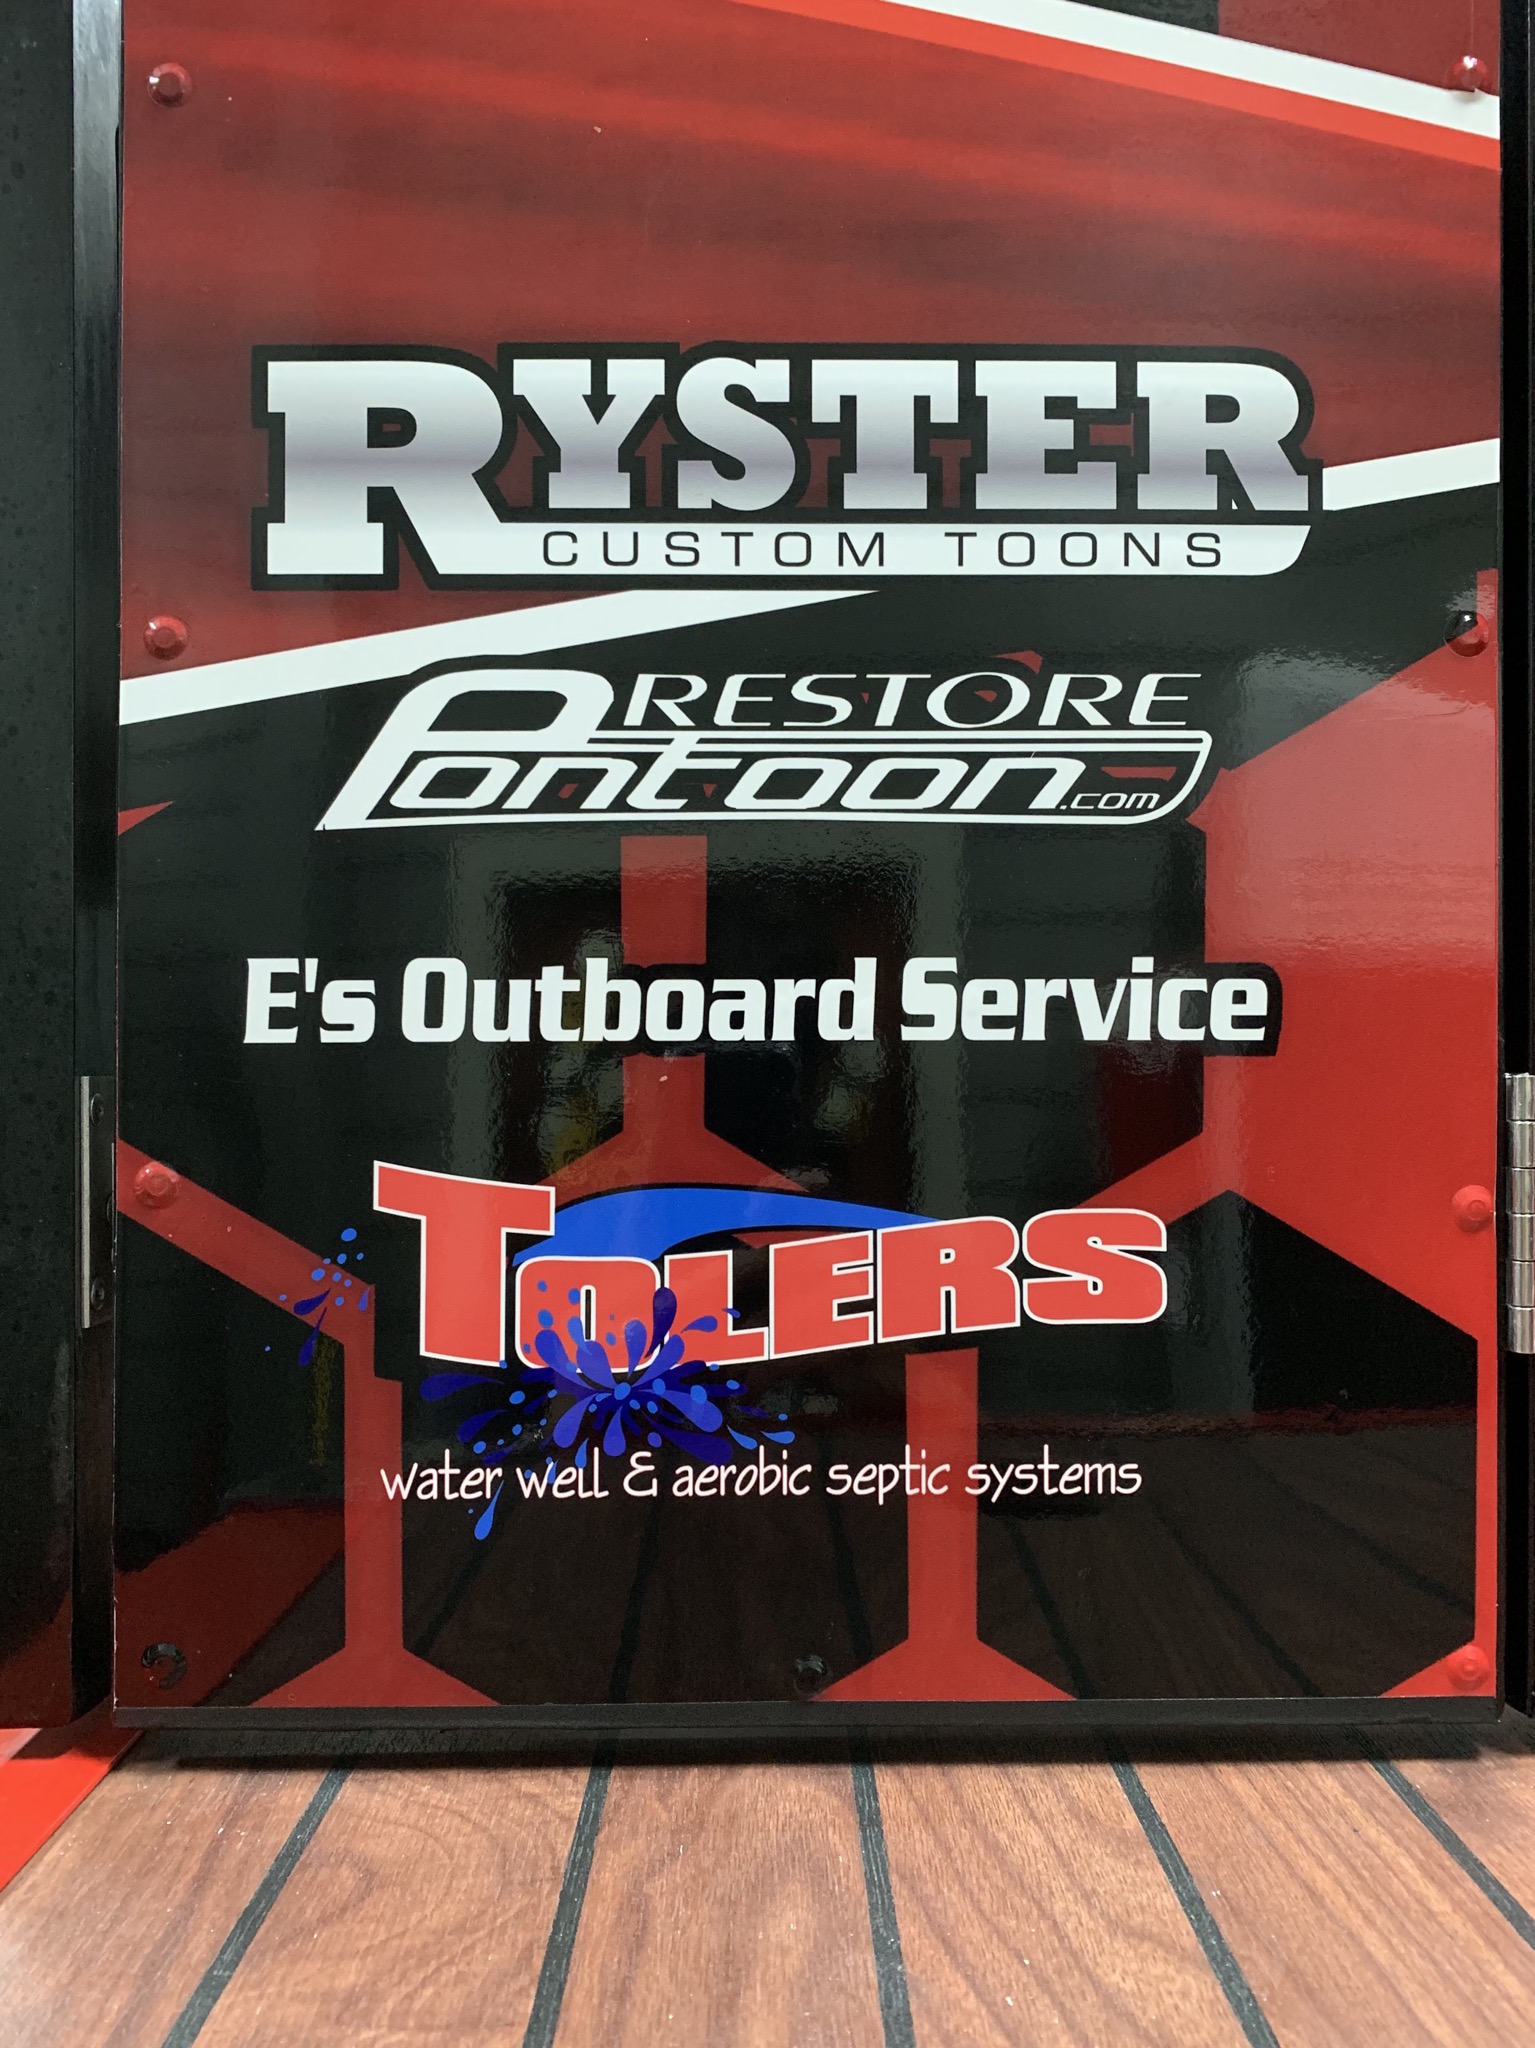 RYSTER
CUSTOM TOONS
RESTORE
Pontoon.com
E's Outboard Service
TOLERS
water well & aerobic septic systems